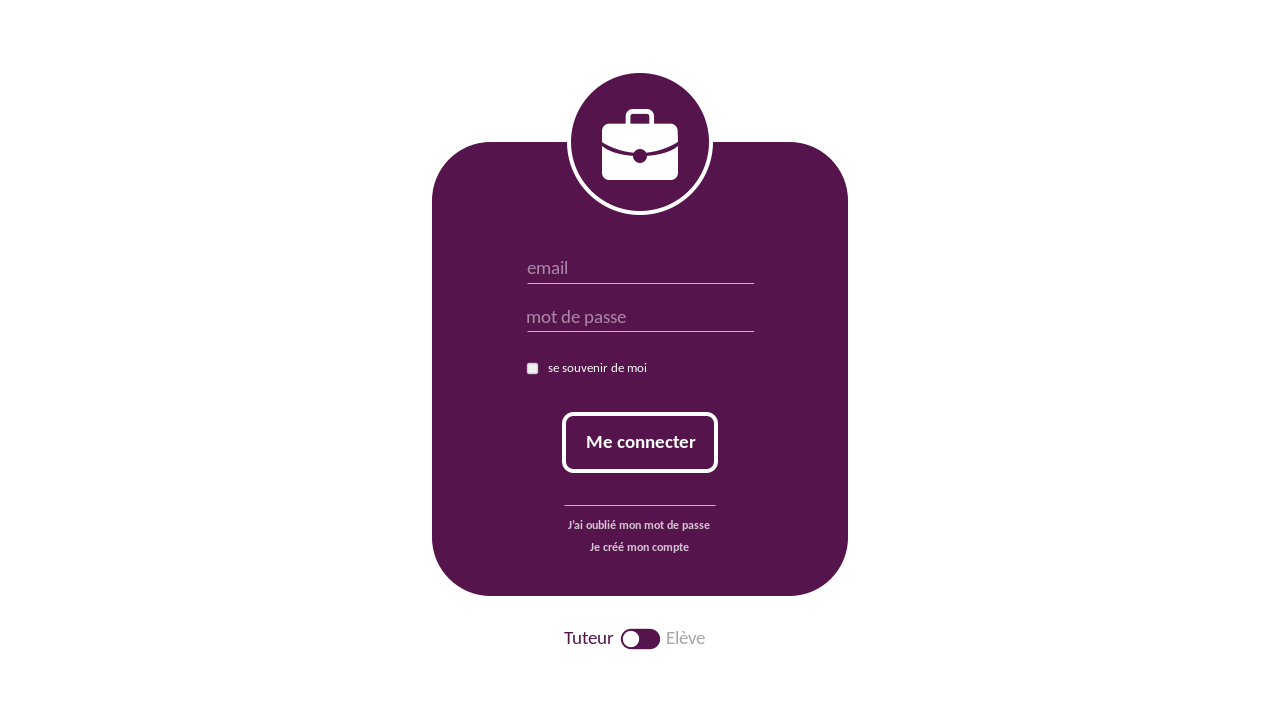 email
mot de passe
se souvenir de moi
Me connecter
J'ai oublié mon mot de passe
Je créé mon compte
Tuteur Elève